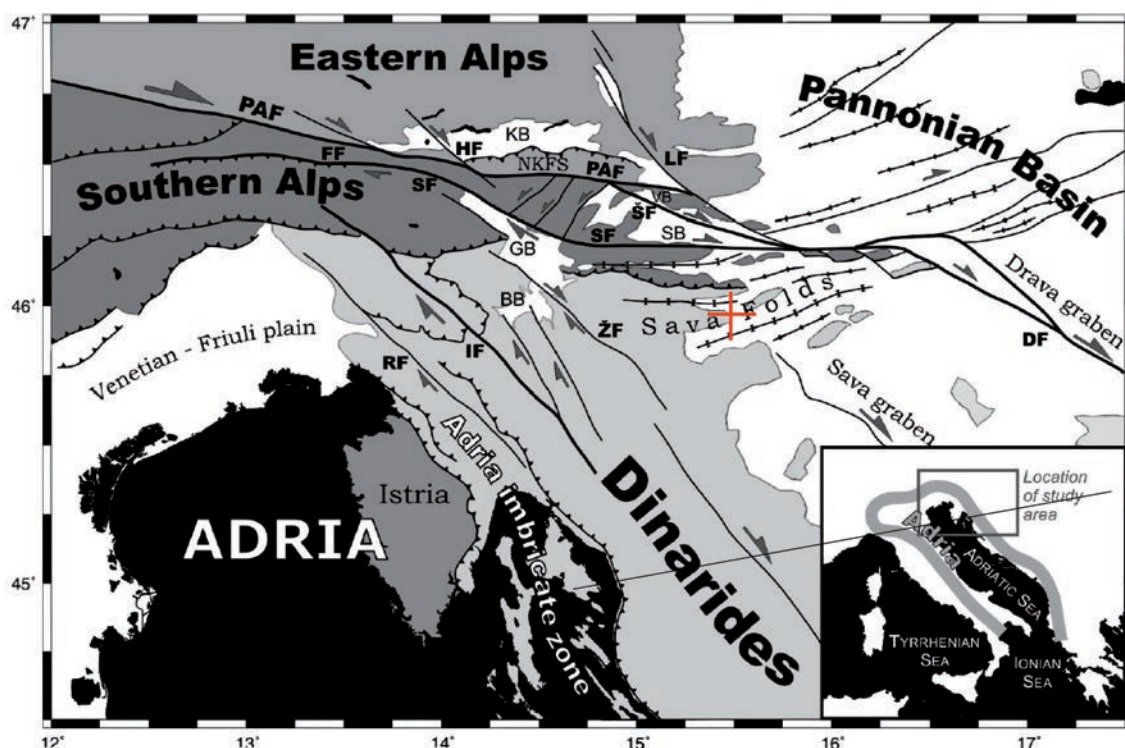 47°
Eastern Alps
Pannonian Basin
PAF
KB
HF
LF
FF
NKFS
PAF
SF
VB
ŠF
Southern Alps
SF
SB
GB
46°
BB
Sava Folds
Drava graben
ŽF
DF
Venetian - Friuli plain
IF
RF
Sava graben
Adria imbricate zone
Istria
Dinarides
ADRIA
45°
Location
of study
area
Adria
ADRIATIC SEA
TYRRHENIAN
SEA
IONIAN
SEA
12°
13°
14°
15°
16°
17°